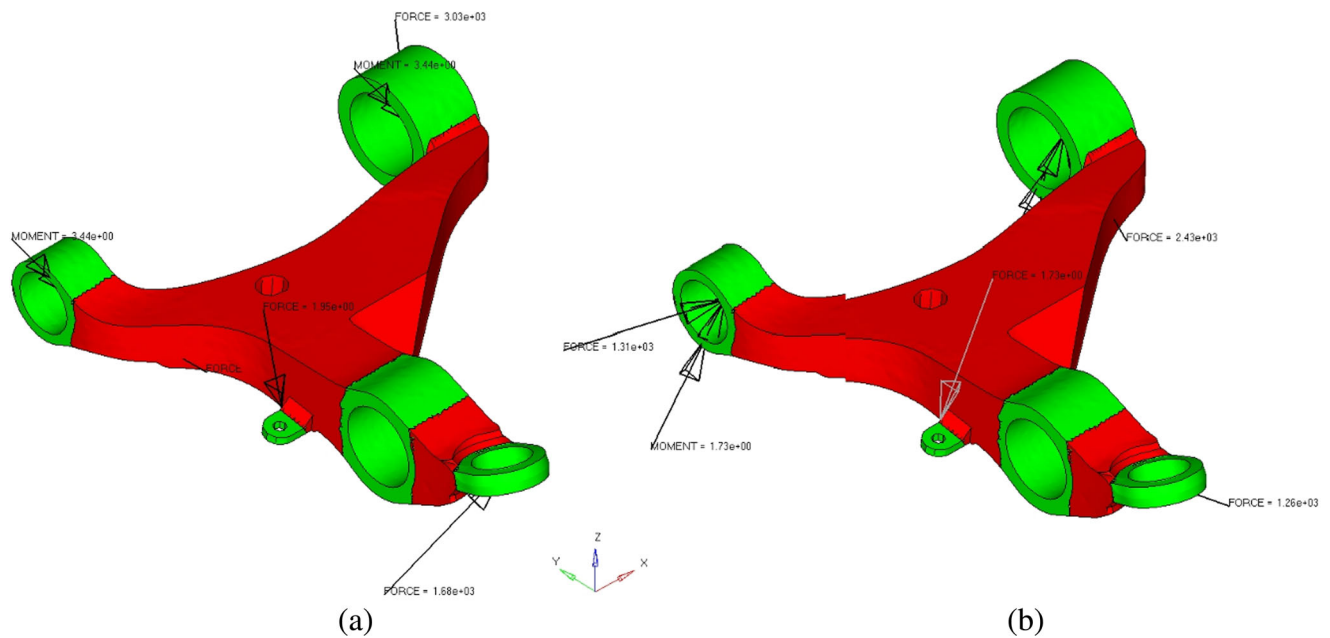 FORCE = 3.03e+03
MOMENT = 3.44e+00
MOMENT = 3.44e+00
FORCE = 1.95e+00
FORCE
FORCE = 1.68e+03
(a)
Z
Y
X
FORCE = 2.43e+03
FORCE = 1.73e+00
FORCE = 1.31e+03
MOMENT = 1.73e+00
FORCE = 1.26e+03
(b)